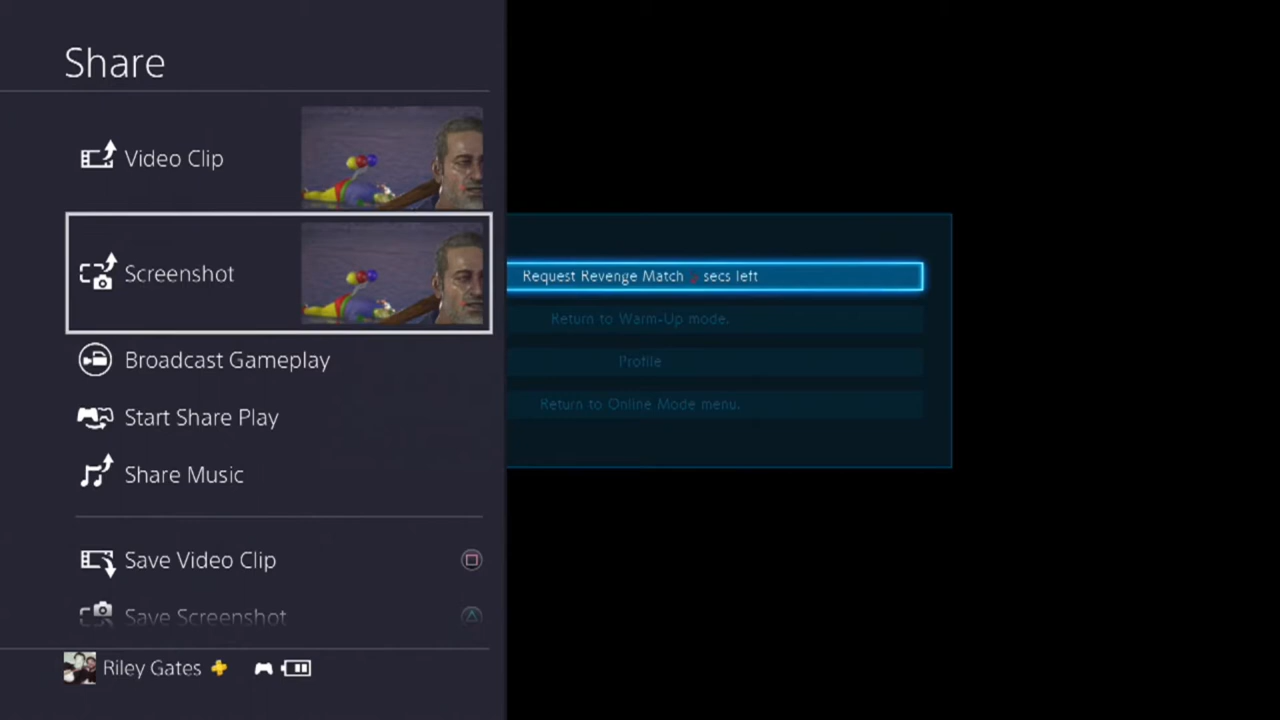 Share
Video Clip
Screenshot
Broadcast Gameplay
Start Share Play
Share Music
Save Video Clip
Save Screenshot
Riley Gates
Request Revenge Match secs left
Return to Warm-Up mode.
Profile
Return to Online Mode menu.